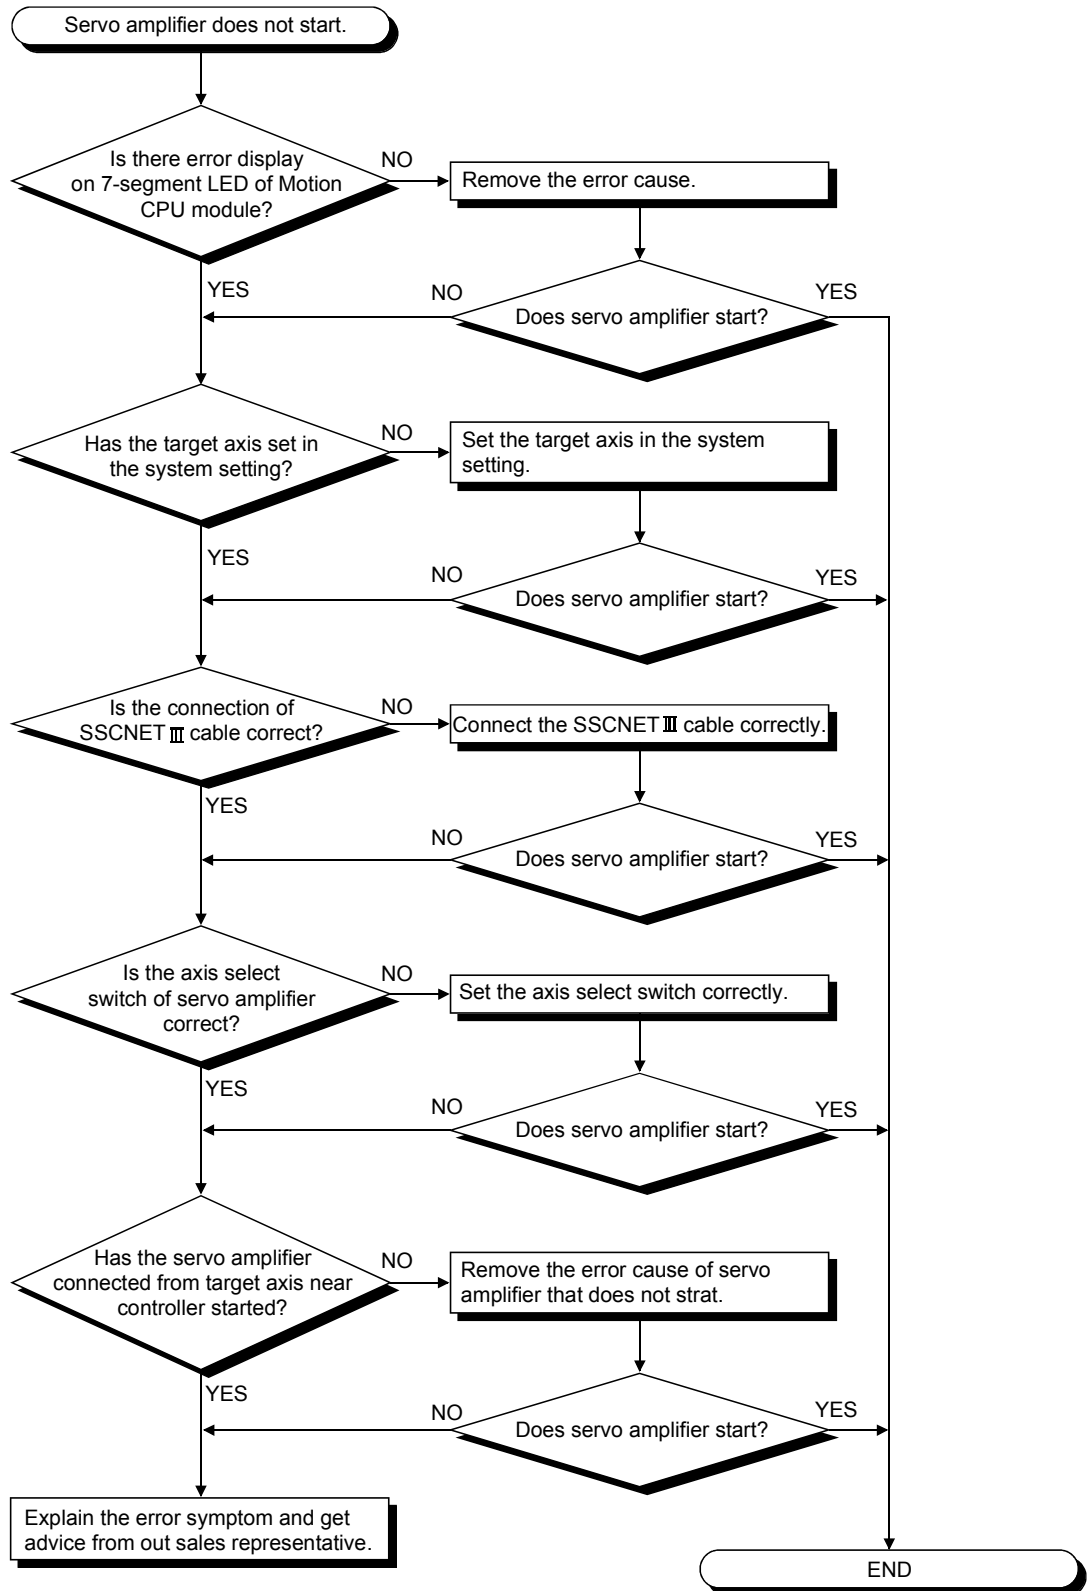 Servo amplifier does not start.
Is there error display
on 7-segment LED of Motion
CPU module?
NO
Remove the error cause.
YES
NO
Does servo amplifier start?
YES
Has the target axis set in
the system setting?
NO
Set the target axis in the system
setting.
YES
NO
Does servo amplifier start?
YES
Is the connection of
SSCNETⅢ cable correct?
NO
Connect the SSCNETⅢ cable correctly.
YES
NO
Does servo amplifier start?
YES
Is the axis select
switch of servo amplifier
correct?
NO
Set the axis select switch correctly.
YES
NO
Does servo amplifier start?
YES
Has the servo amplifier
connected from target axis near
controller started?
NO
Remove the error cause of servo
amplifier that does not strat.
YES
NO
Does servo amplifier start?
YES
Explain the error symptom and get
advice from out sales representative.
END